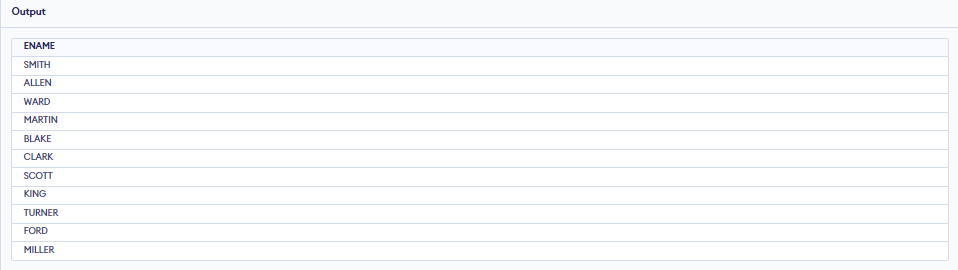 Output
ENAME
SMITH
ALLEN
WARD
MARTIN
BLAKE
CLARK
SCOTT
KING
TURNER
FORD
MILLER